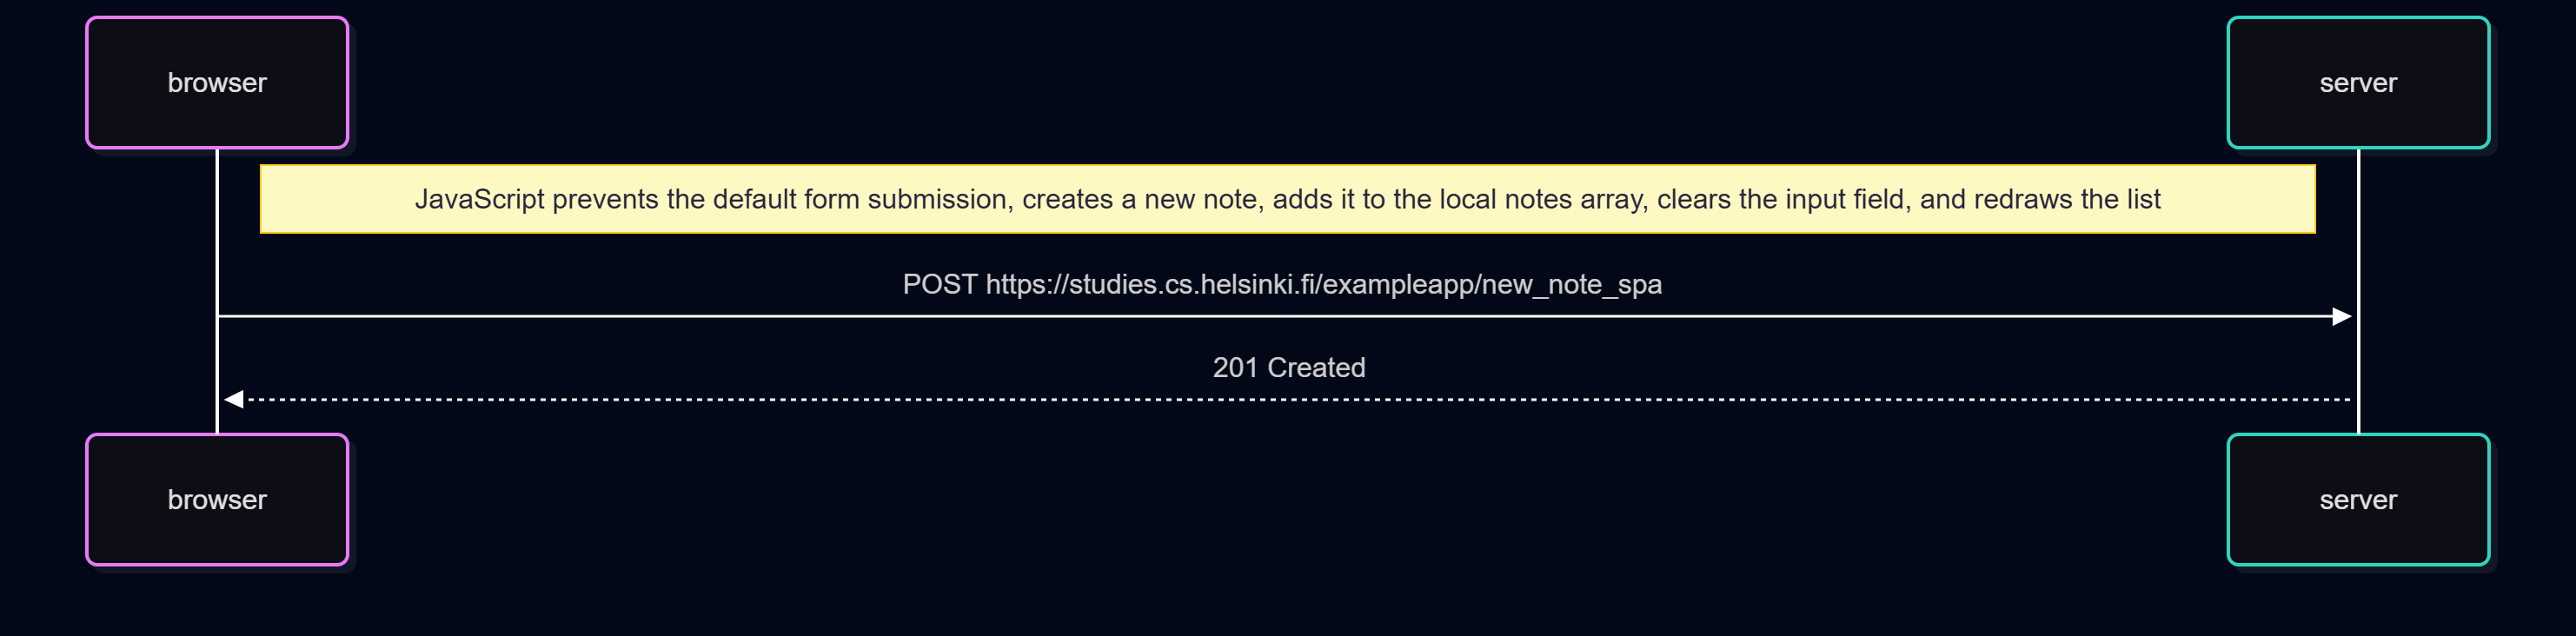 browser
server
JavaScript prevents the default form submission, creates a new note, adds it to the local notes array, clears the input field, and redraws the list
POST https://studies.cs.helsinki.fi/exampleapp/new_note_spa
201 Created
browser
server